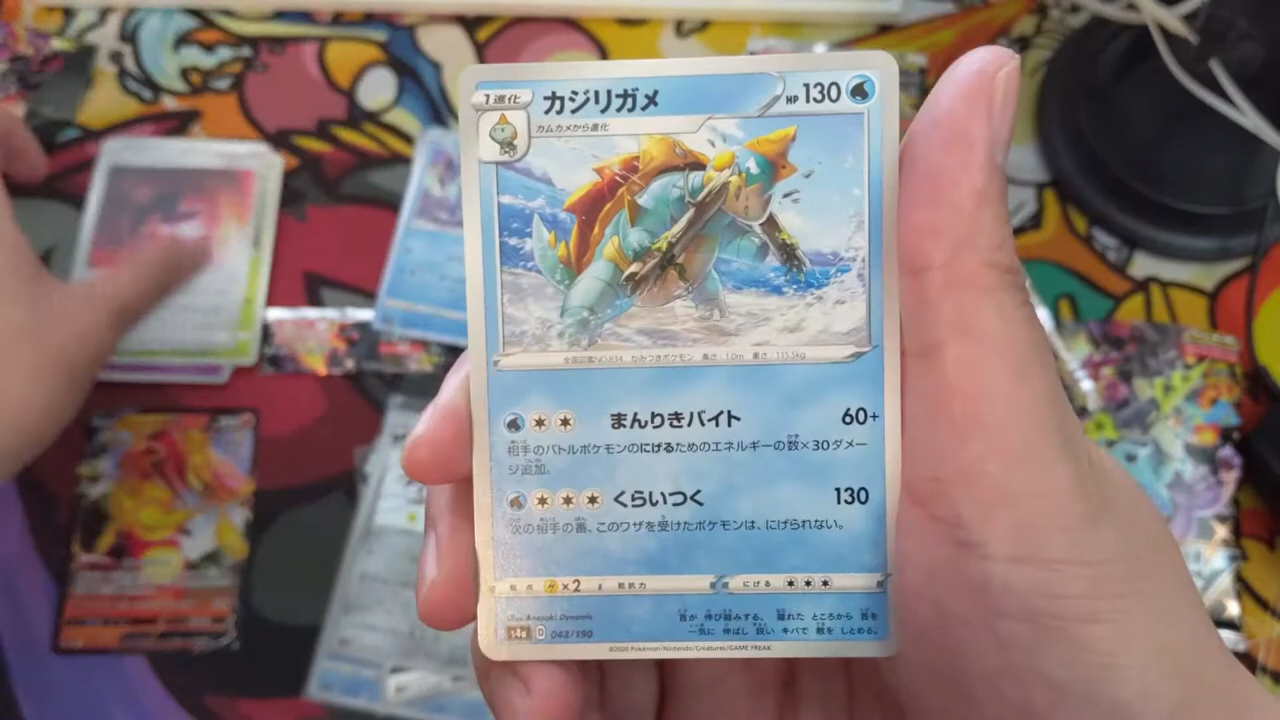 1進化 カジリガメ HP 130
カムカメから進化
全国図鑑NO.834 かみつきポケモン 高さ:1.0m 重さ:115.5kg
まんりきバイト 60+
相手のバトルポケモンのにげるためのエネルギーの数×30ダメー
ジ追加。
くらいつく 130
次の相手の番、このワザを受けたポケモンは、にげられない。
弱点 ×2 抵抗力 にげる
illus. Anesaki Dynamic
首が 伸び縮みする。 離れた ところから 首を
一気に 伸ばし 鋭い キバで 敵を しとめる。
s4a D 043/190
©2020 Pokémon/Nintendo/Creatures/GAME FREAK.